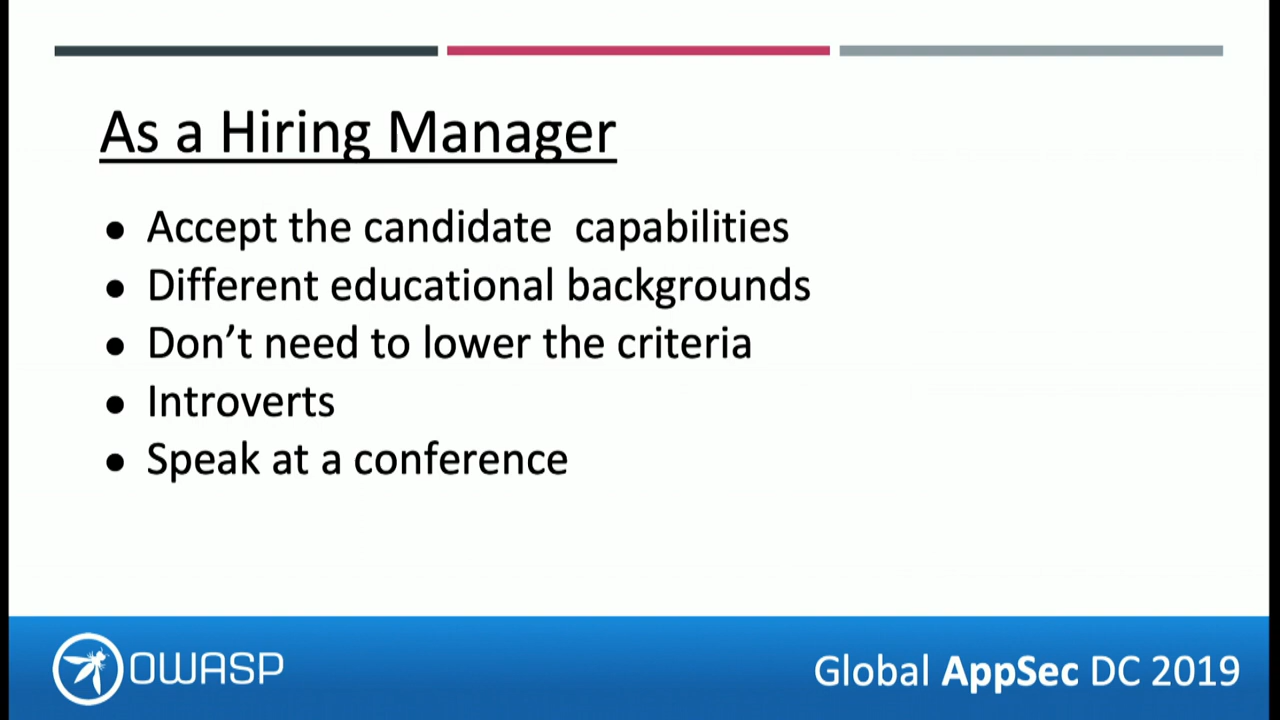 As a Hiring Manager
● Accept the candidate  capabilities
● Different educational backgrounds
● Don’t need to lower the criteria
● Introverts
● Speak at a conference
OWASP
Global AppSec DC 2019